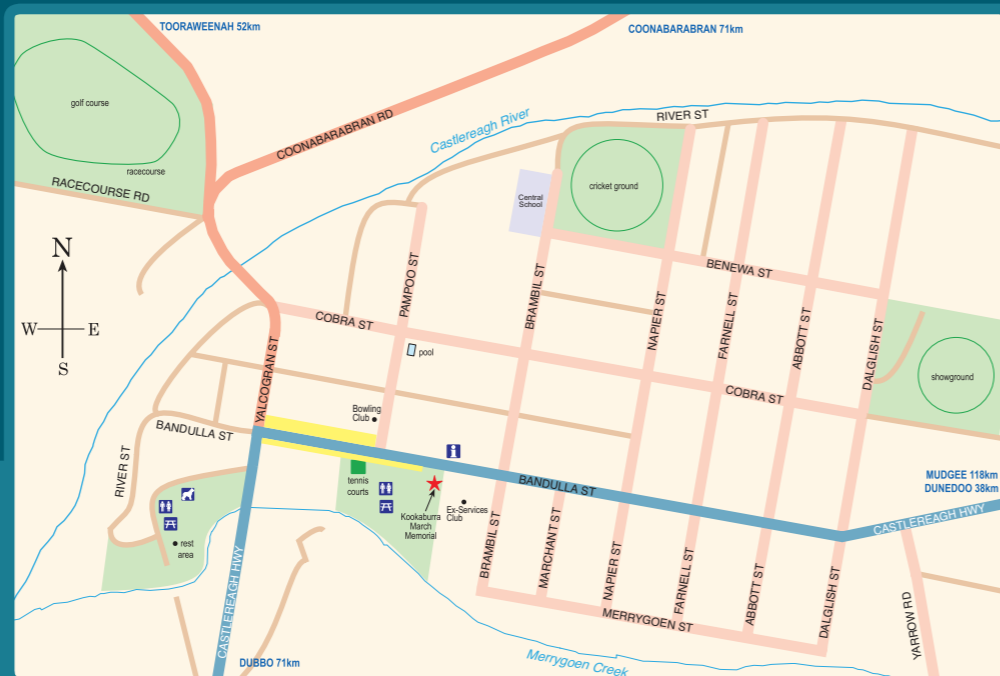 TOORAWEENAH 52km
COONABARABRAN 71km
golf course
racecourse
RACECOURSE RD
COONABARABRAN RD
Castlereagh River
RIVER ST
cricket ground
Central
School
N
W
E
S
PAMPOO ST
BRAMBIL ST
NAPIER ST
BENEWA ST
FARNELL ST
ABBOTT ST
DALGLISH ST
COBRA ST
pool
COBRA ST
showground
YALCOGRAN ST
Bowling
Club
BANDULLA ST
RIVER ST
tennis
courts
BANDULLA ST
Kookaburra
March
Memorial
Ex-Services
Club
MUDGEE 118km
DUNEDOO 38km
CASTLEREAGH HWY
rest
area
CASTLEREAGH HWY
BRAMBIL ST
MARCHANT ST
NAPIER ST
FARNELL ST
ABBOTT ST
DALGLISH ST
YARROW RD
MERRYGOEN ST
DUBBO 71km
Merrygoen Creek